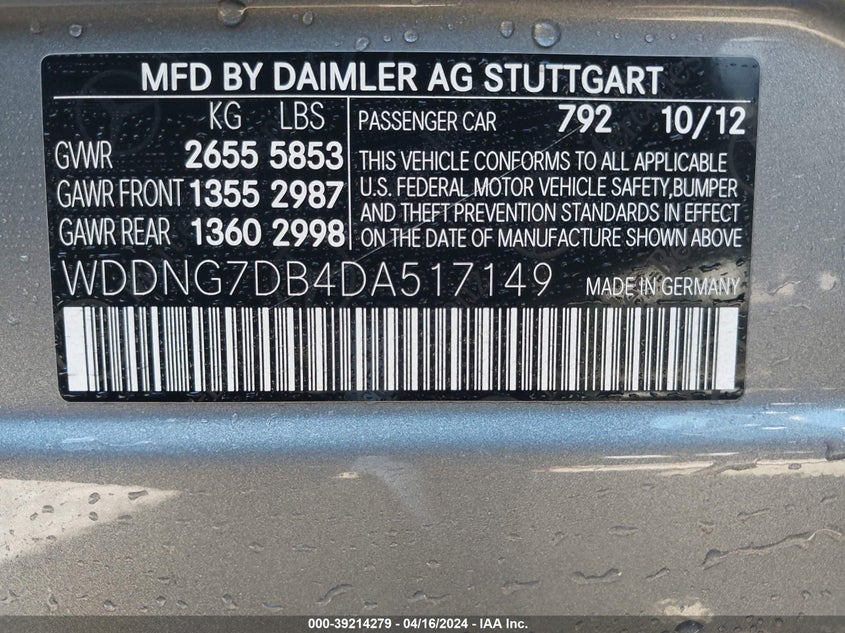 MFD BY DAIMLER AG STUTTGART
KG LBS
GVWR 2655 5853
GAWR FRONT 1355 2987
GAWR REAR 1360 2998
PASSENGER CAR 792 10/12
THIS VEHICLE CONFORMS TO ALL APPLICABLE
U.S. FEDERAL MOTOR VEHICLE SAFETY,BUMPER
AND THEFT PREVENTION STANDARDS IN EFFECT
ON THE DATE OF MANUFACTURE SHOWN ABOVE
WDDNG7DB4DA517149 MADE IN GERMANY
000-39214279 - 04/16/2024 - IAA Inc.